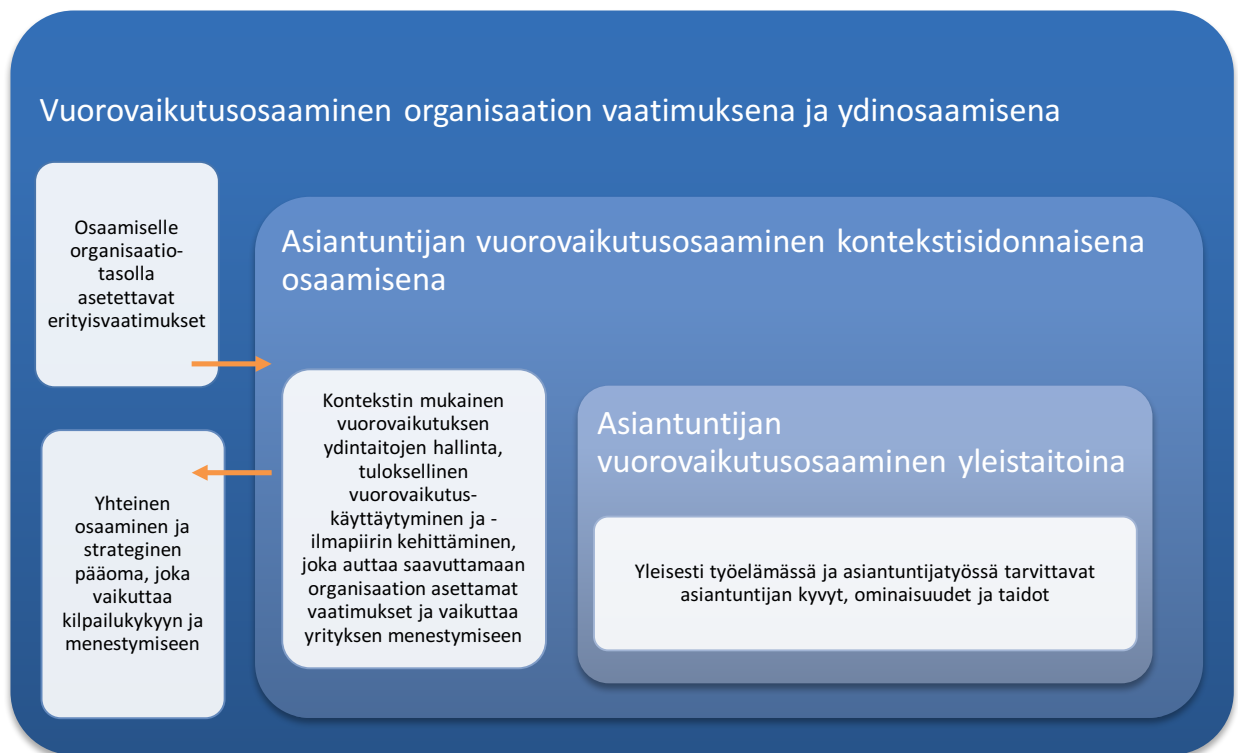 Vuorovaikutusosaaminen organisaation vaatimuksena ja ydinosaamisena
Osaamiselle
organisaatio-
tasolla
asetettavat
erityisvaatimukset
Yhteinen
osaaminen ja
strateginen
pääoma, joka
vaikuttaa
kilpailukykyyn ja
menestymiseen
Asiantuntijan vuorovaikutusosaaminen kontekstisidonnaisena
osaamisena
Kontekstin mukainen
vuorovaikutuksen
ydintaitojen hallinta,
tuloksellinen
vuorovaikutus-
käyttäytyminen ja -
ilmapiirin kehittäminen,
joka auttaa saavuttamaan
organisaation asettamat
vaatimukset ja vaikuttaa
yrityksen menestymiseen
Asiantuntijan
vuorovaikutusosaaminen yleistaitoina
Yleisesti työelämässä ja asiantuntijatyössä tarvittavat
asiantuntijan kyvyt, ominaisuudet ja taidot